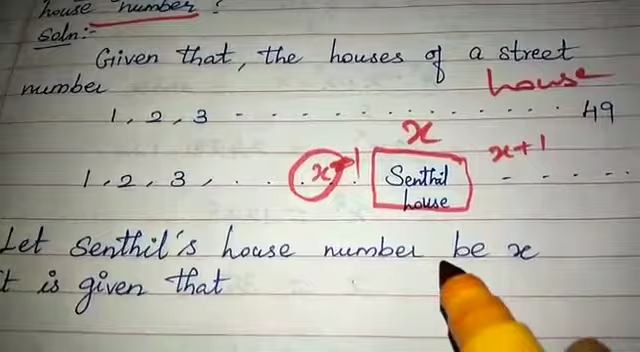 house number?
Soln:-
Given that, the houses of a street
number house
1, 2, 3 - - - - - - - - - - - - - - 49
x
1, 2, 3, . . . . x-1 . Senthil house x+1 - - - - -
Let Senthil's house number be x
it is given that